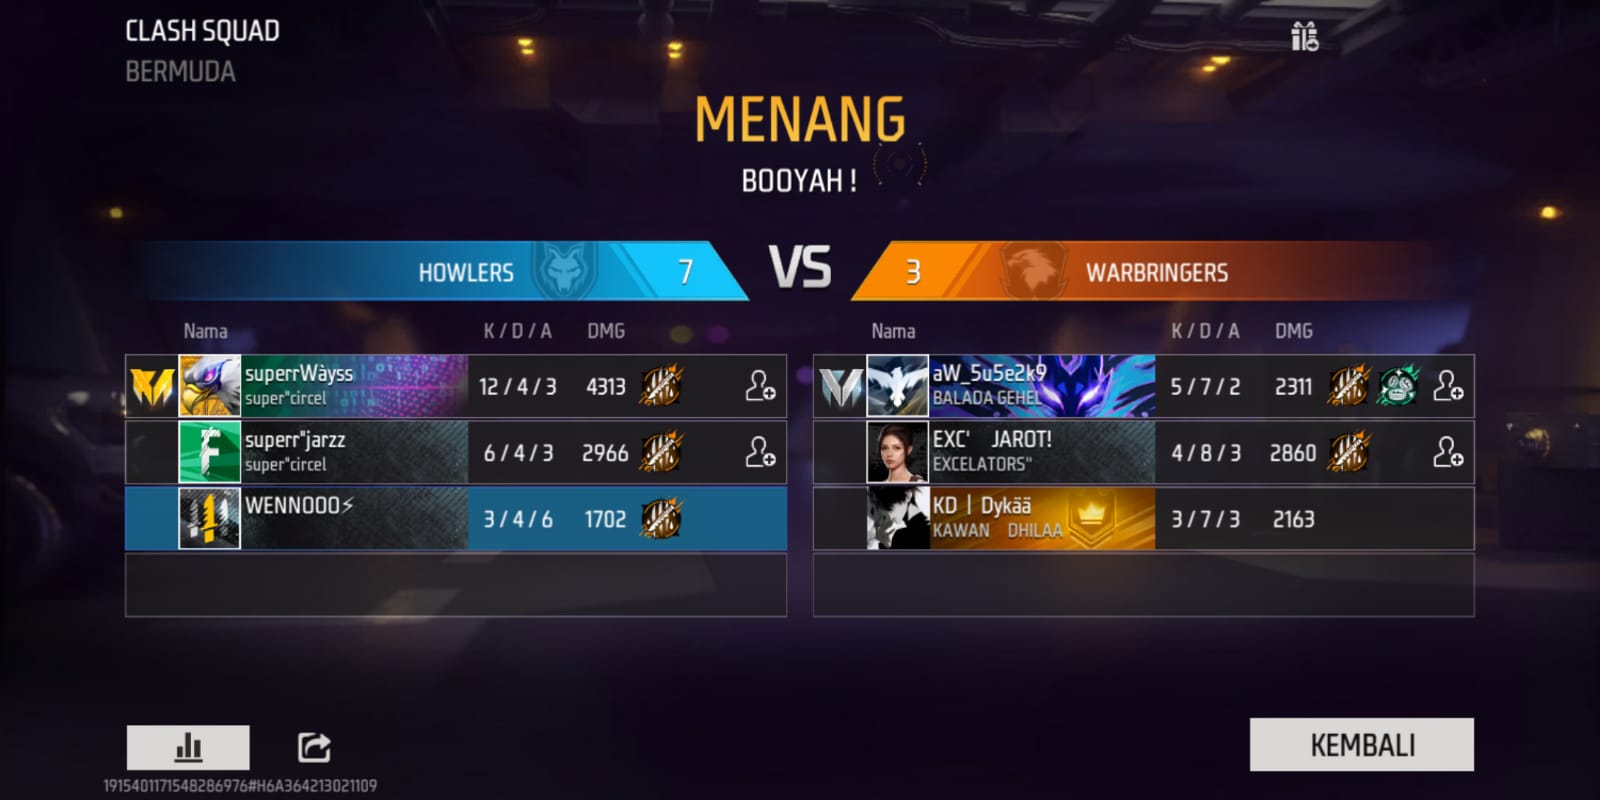 CLASH SQUAD
BERMUDA
MENANG
BOOYAH !
HOWLERS 7 VS 3 WARBRINGERS
Nama K / D / A DMG Nama K / D / A DMG
superrWàyss
super"circel
12 / 4 / 3 4313
aW_5u5e2k9
BALADA GEHEL
5 / 7 / 2 2311
superr"jarzz
super"circel
6 / 4 / 3 2966
EXC' JAROT!
EXCELATORS"
4 / 8 / 3 2860
WENNOOO⚡
3 / 4 / 6 1702
KD | Dykää
KAWAN DHILAA
3 / 7 / 3 2163
KEMBALI
1915401171548286976#H6A364213021109